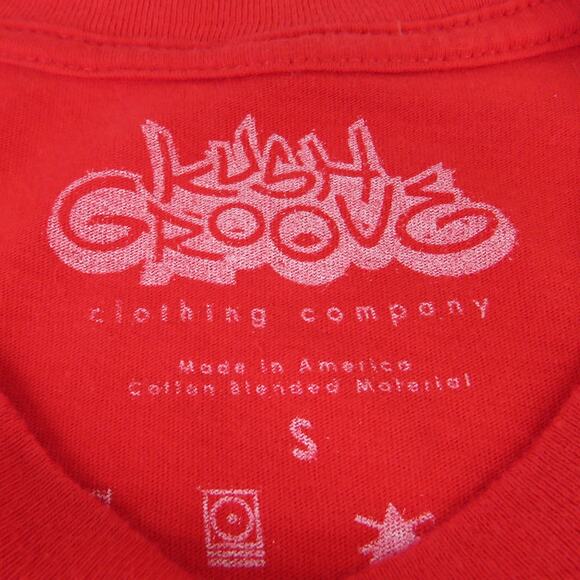 KUSH
GROOVE
clothing company
Made in America
Cotton Blended Material
S